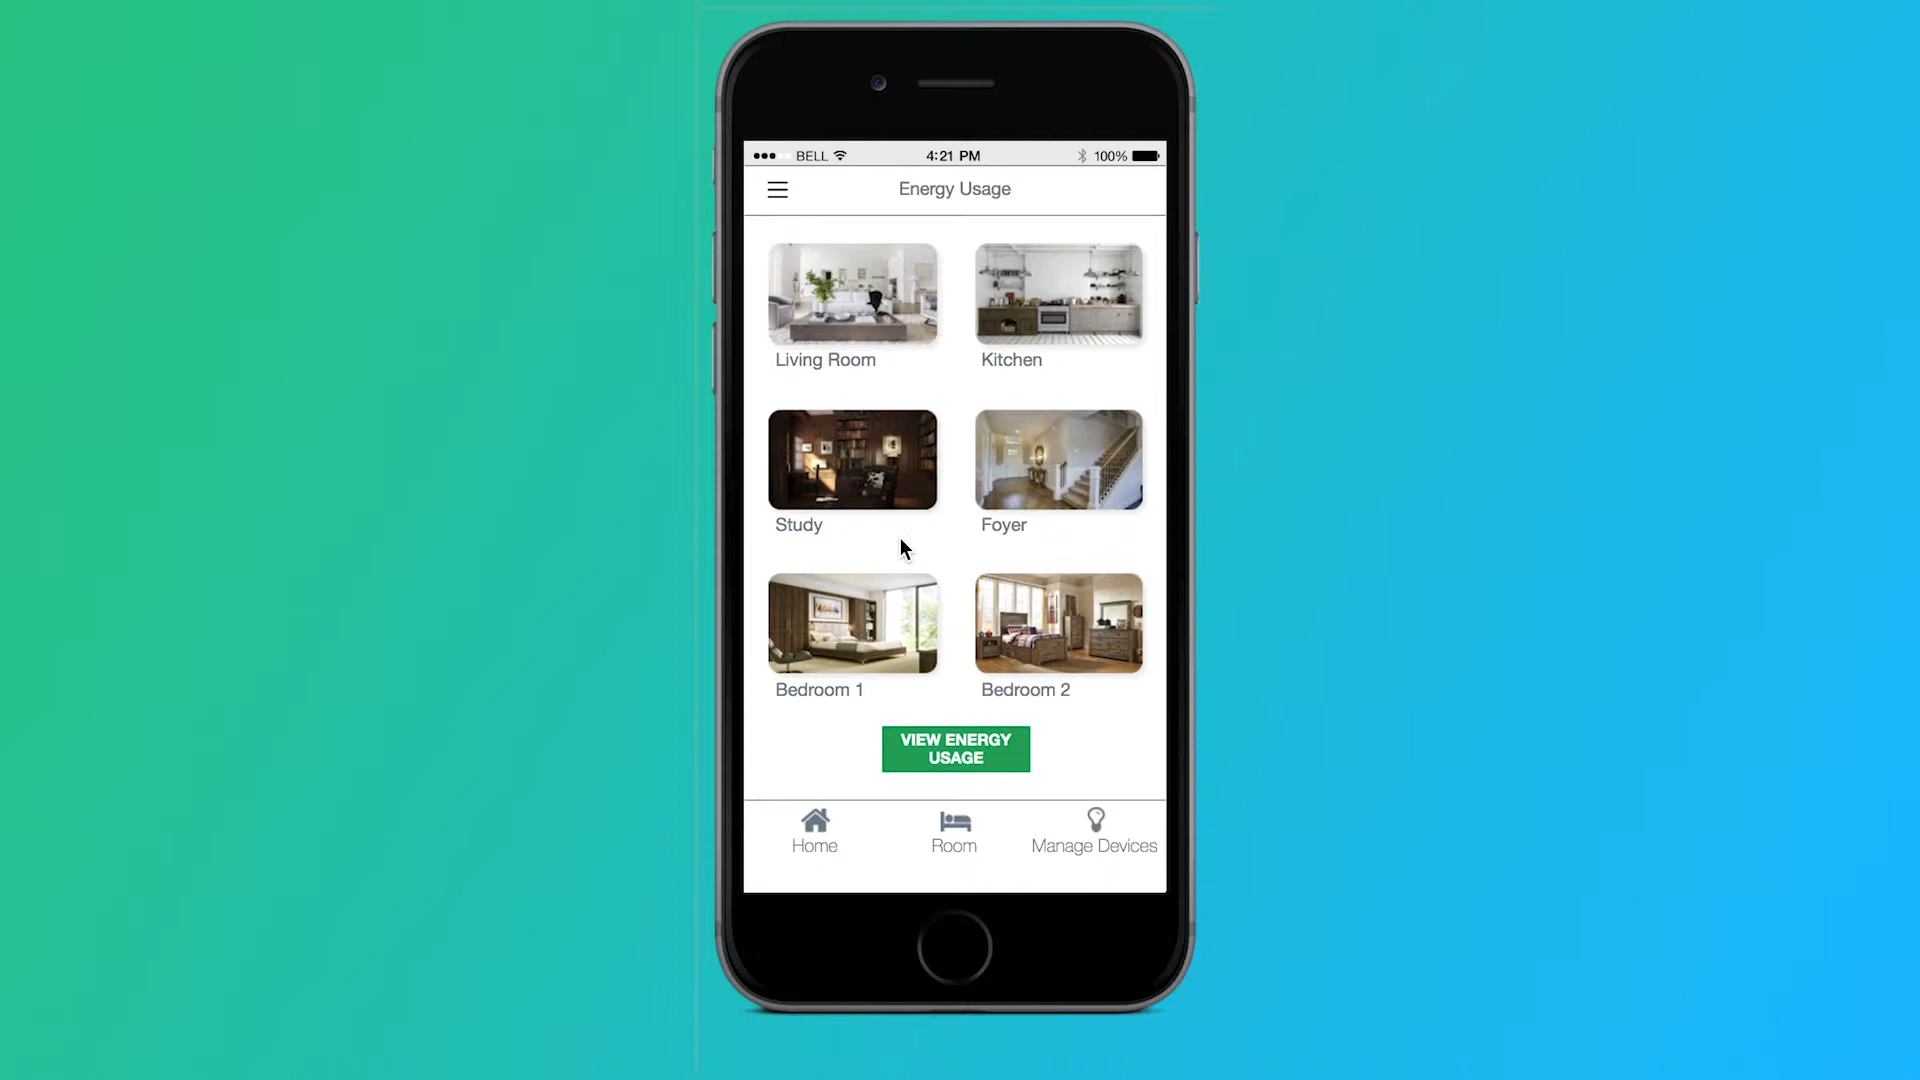 BELL 4:21 PM 100%
Energy Usage
Living Room Kitchen
Study Foyer
Bedroom 1 Bedroom 2
VIEW ENERGY
USAGE
Home Room Manage Devices